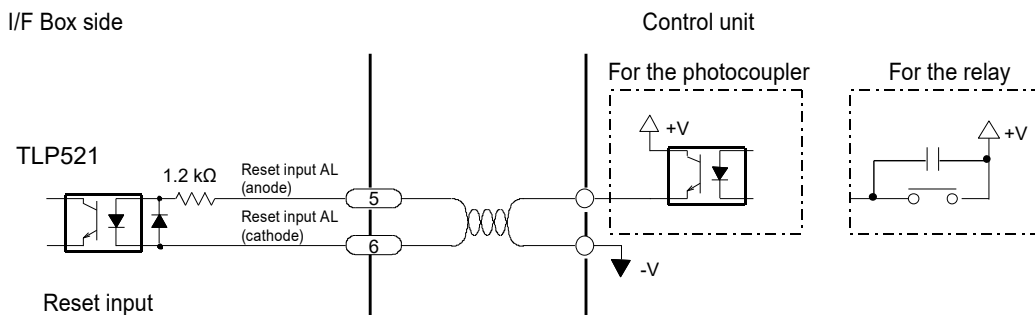 I/F Box side
Control unit
For the photocoupler
For the relay
+V
+V
TLP521
1.2 kΩ
Reset input AL
(anode)
5
Reset input AL
(cathode)
6
-V
Reset input